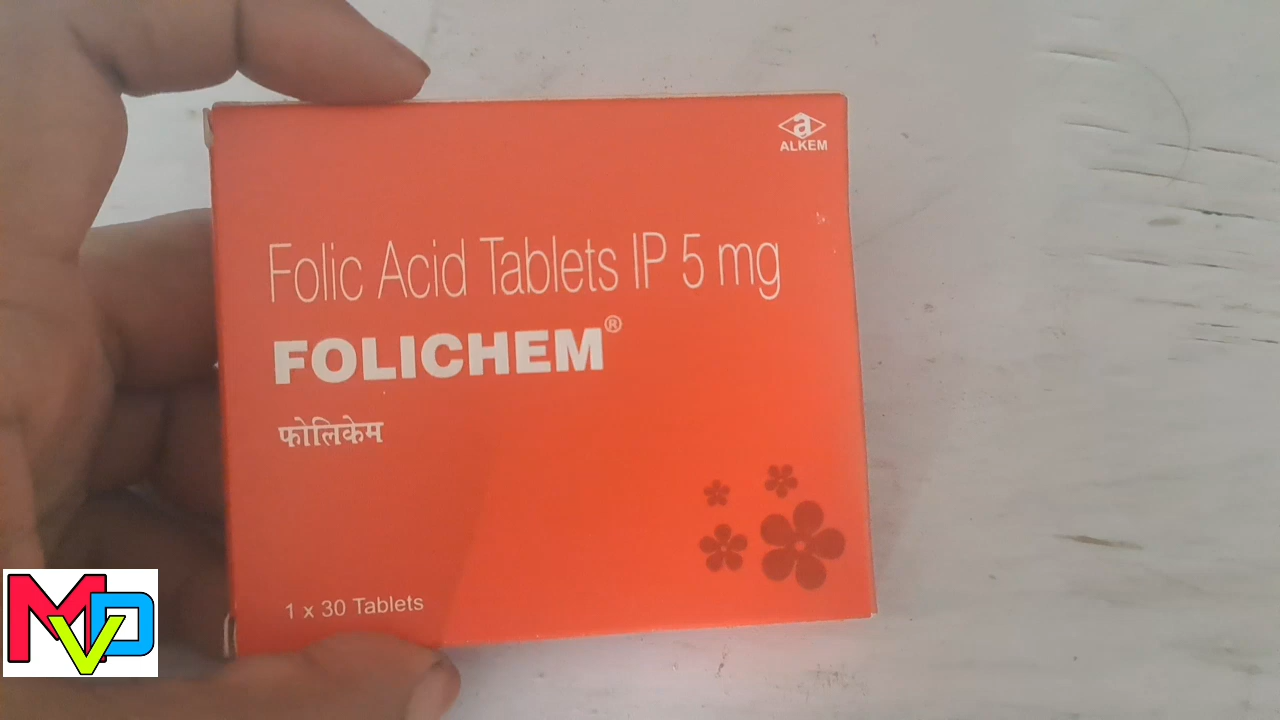 a
ALKEM
Folic Acid Tablets IP 5 mg
FOLICHEM®
फोलिकेम
1 x 30 Tablets
MVD